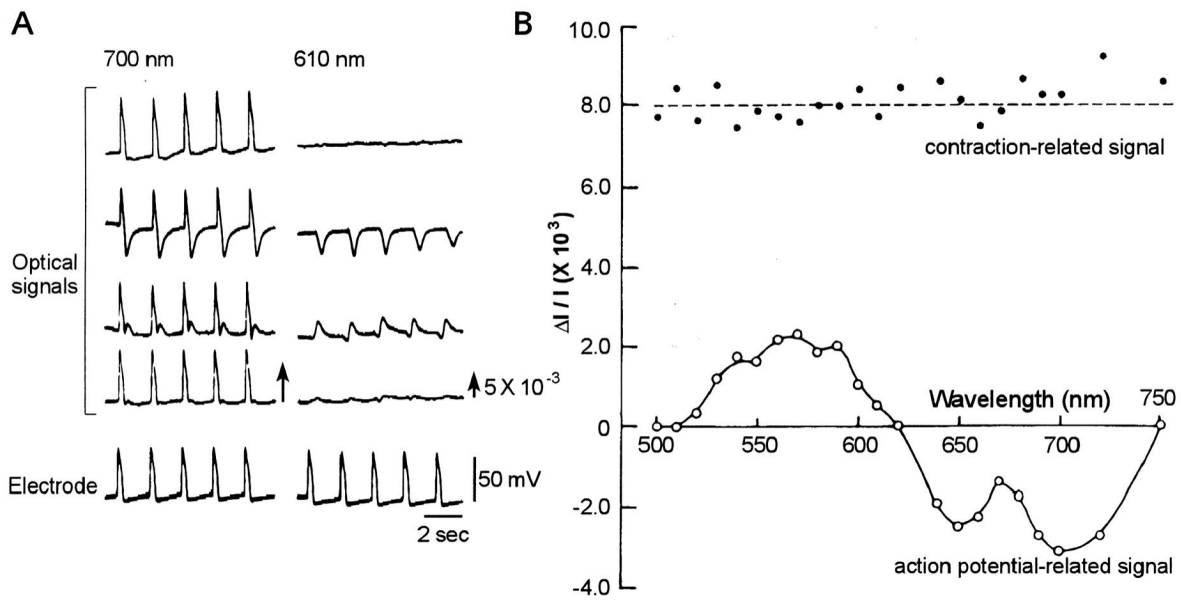 A
700 nm
610 nm
Optical
signals
5 X 10⁻³
Electrode
50 mV
2 sec
B
ΔI / I (X 10³)
10.0
8.0
6.0
4.0
2.0
0
-2.0
-4.0
contraction-related signal
Wavelength (nm)
500
550
600
650
700
750
action potential-related signal